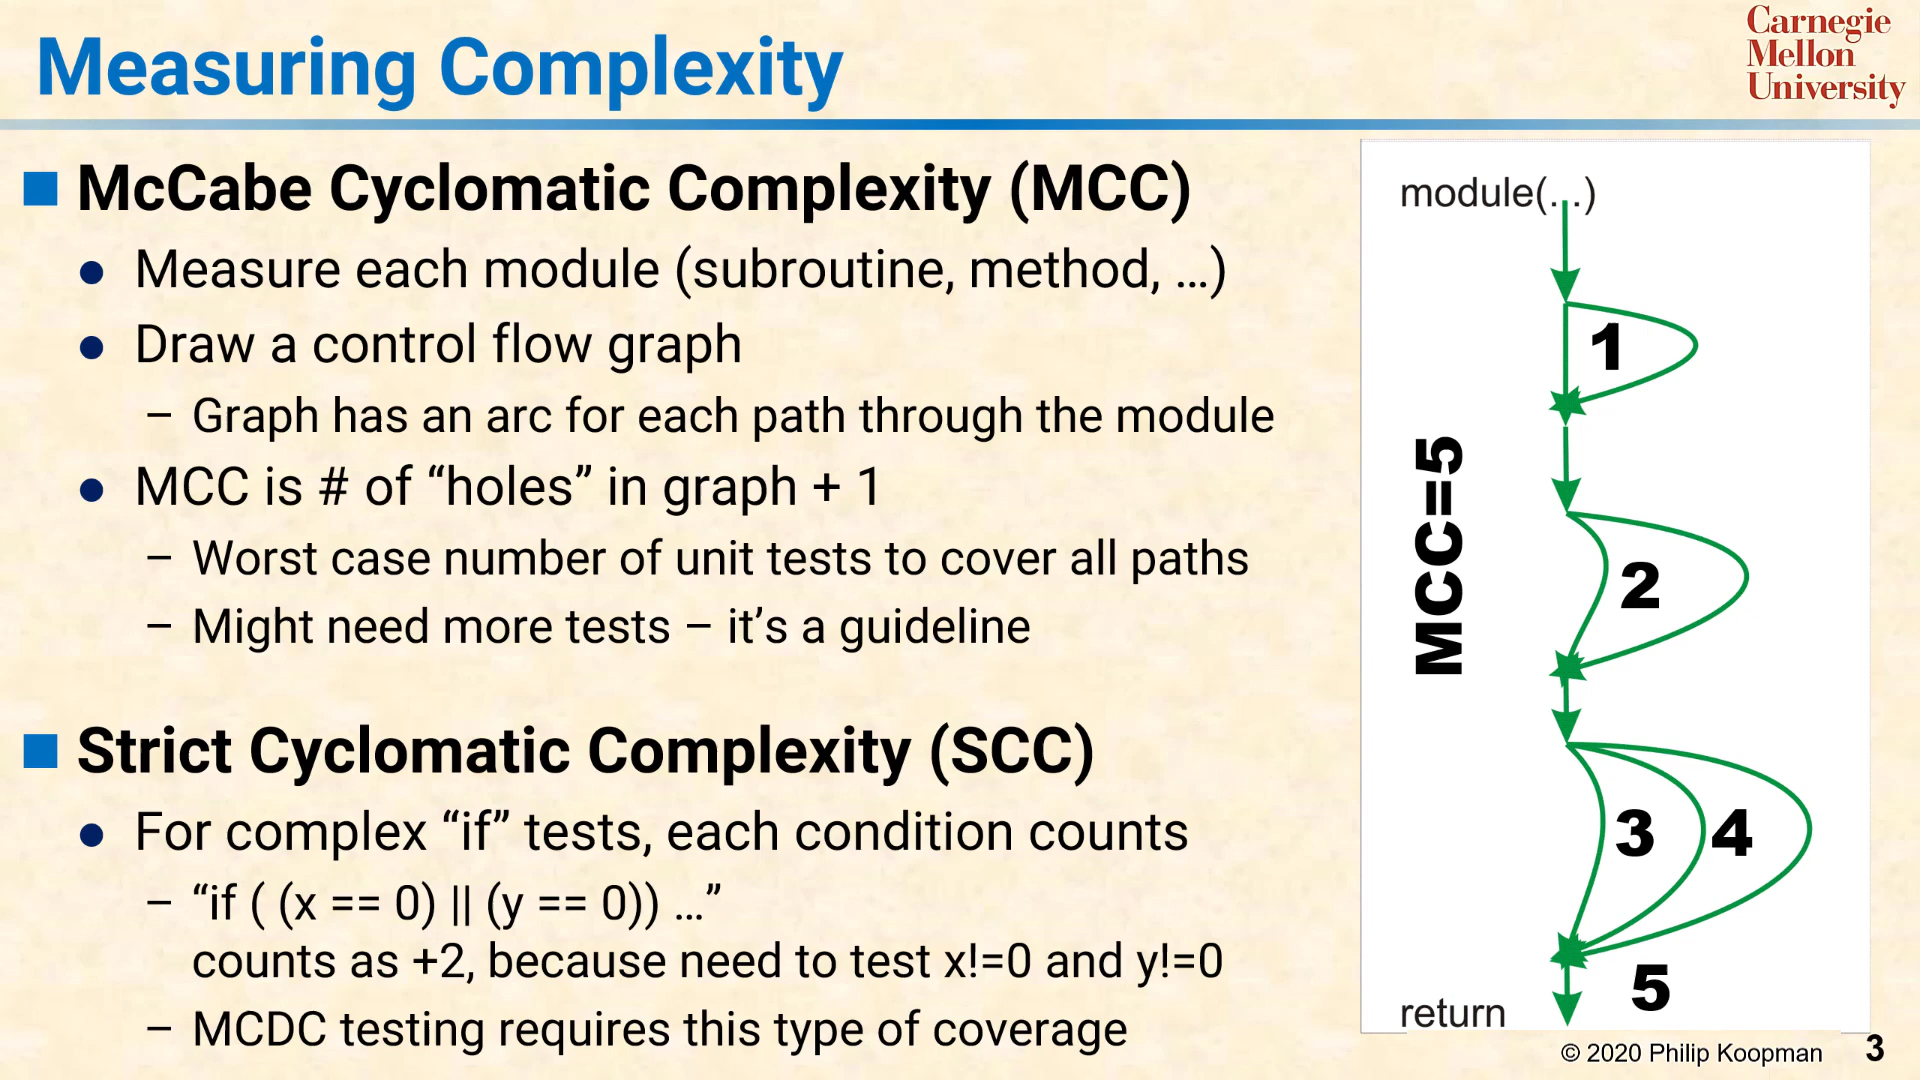 Measuring Complexity
Carnegie
Mellon
University
■ McCabe Cyclomatic Complexity (MCC)
● Measure each module (subroutine, method, …)
● Draw a control flow graph
– Graph has an arc for each path through the module
● MCC is # of “holes” in graph + 1
– Worst case number of unit tests to cover all paths
– Might need more tests – it’s a guideline
■ Strict Cyclomatic Complexity (SCC)
● For complex “if” tests, each condition counts
– “if ( (x == 0) || (y == 0)) …”
counts as +2, because need to test x!=0 and y!=0
– MCDC testing requires this type of coverage
module(...)
1
MCC=5
2
3 4
5
return
© 2020 Philip Koopman 3